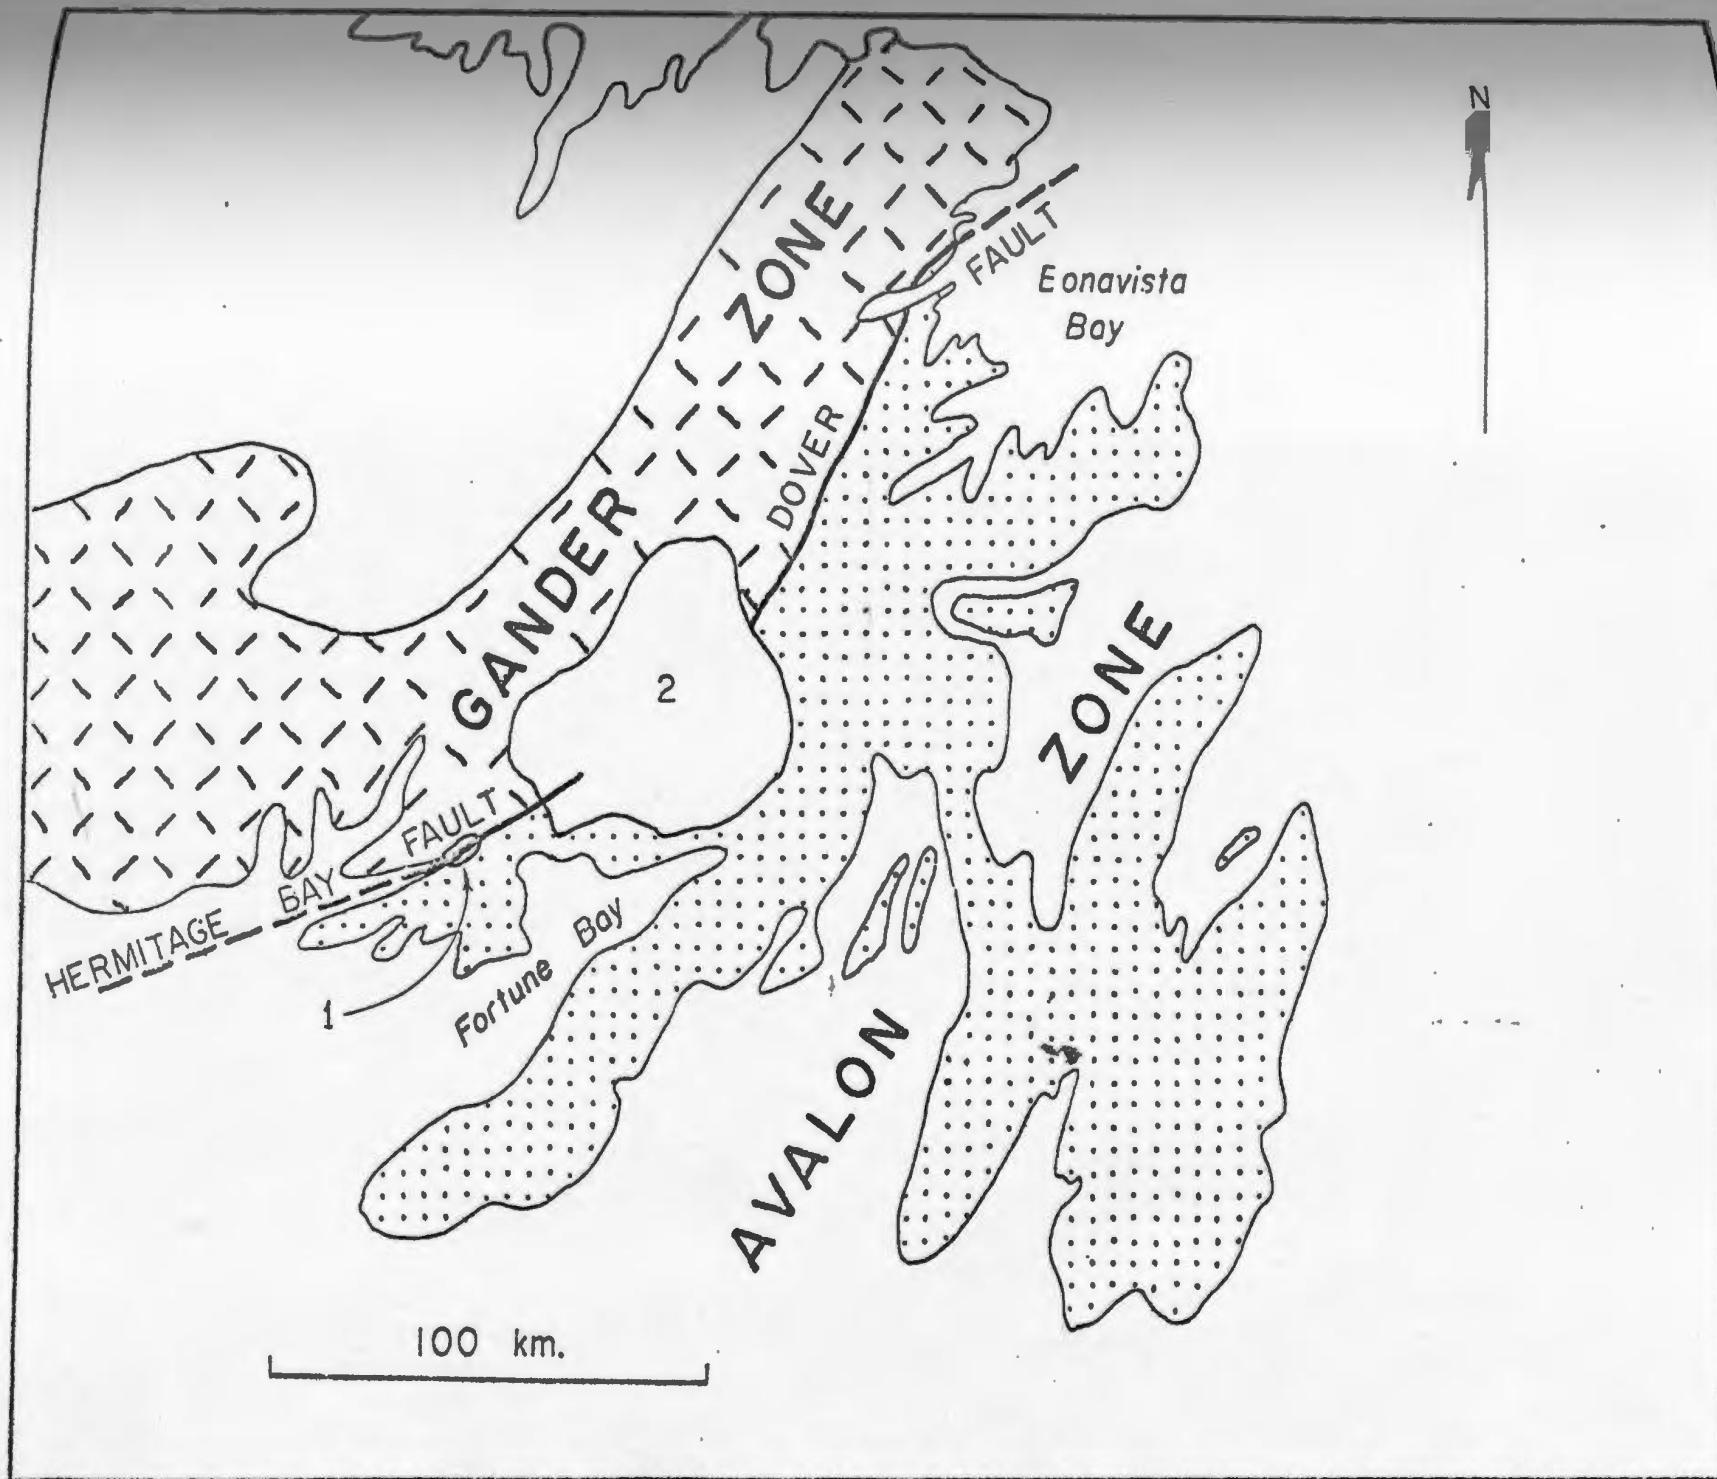 N
ZONE
FAULT
Eonavista
Bay
DOVER
GANDER
2
ZONE
FAULT
BAY
HERMITAGE
Fortune Bay
1
AVALON
100 km.